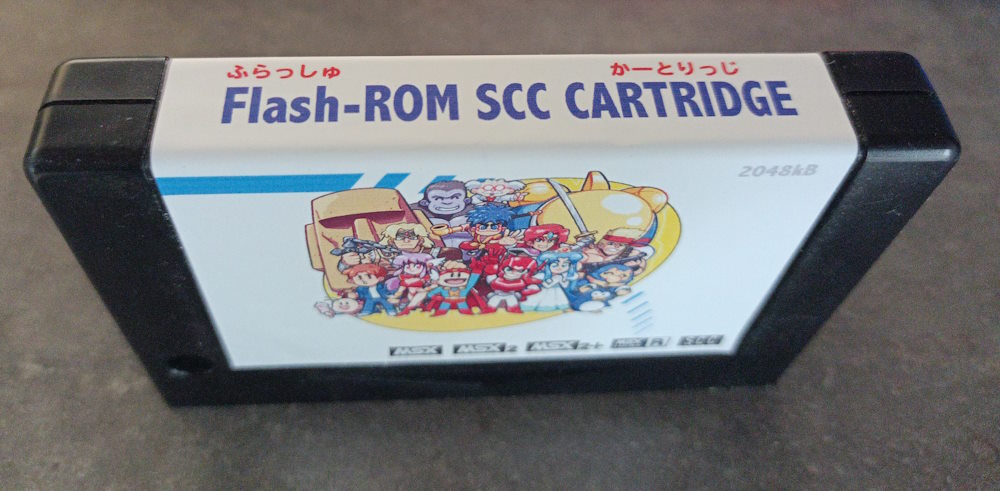 ふらっしゅ かーとりっじ
Flash-ROM SCC CARTRIDGE
2048kB
MSX MSX2 MSX2++ MSX R SCC